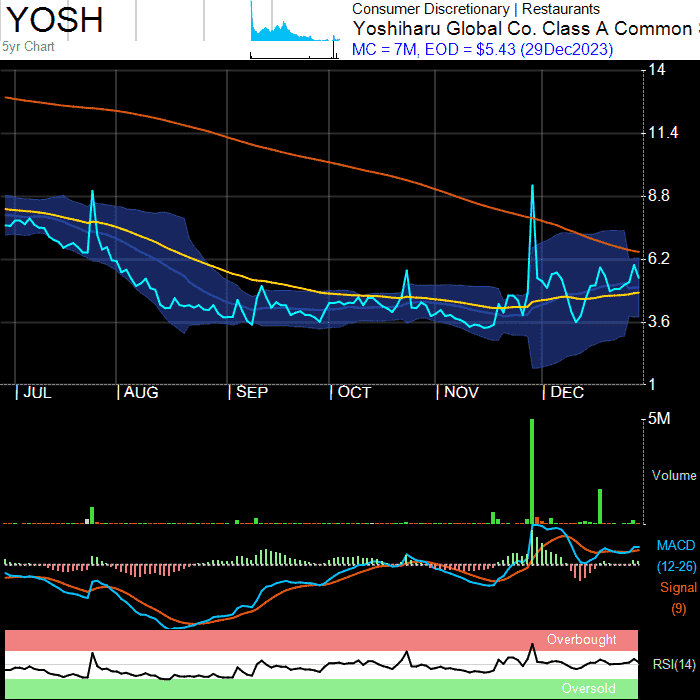 YOSH
5yr Chart
Consumer Discretionary | Restaurants
Yoshiharu Global Co. Class A Common
MC = 7M, EOD = $5.43 (29Dec2023)
14
11.4
8.8
6.2
3.6
1
JUL
AUG
SEP
OCT
NOV
DEC
5M
Volume
MACD
(12-26)
Signal
(9)
Overbought
RSI(14)
Oversold